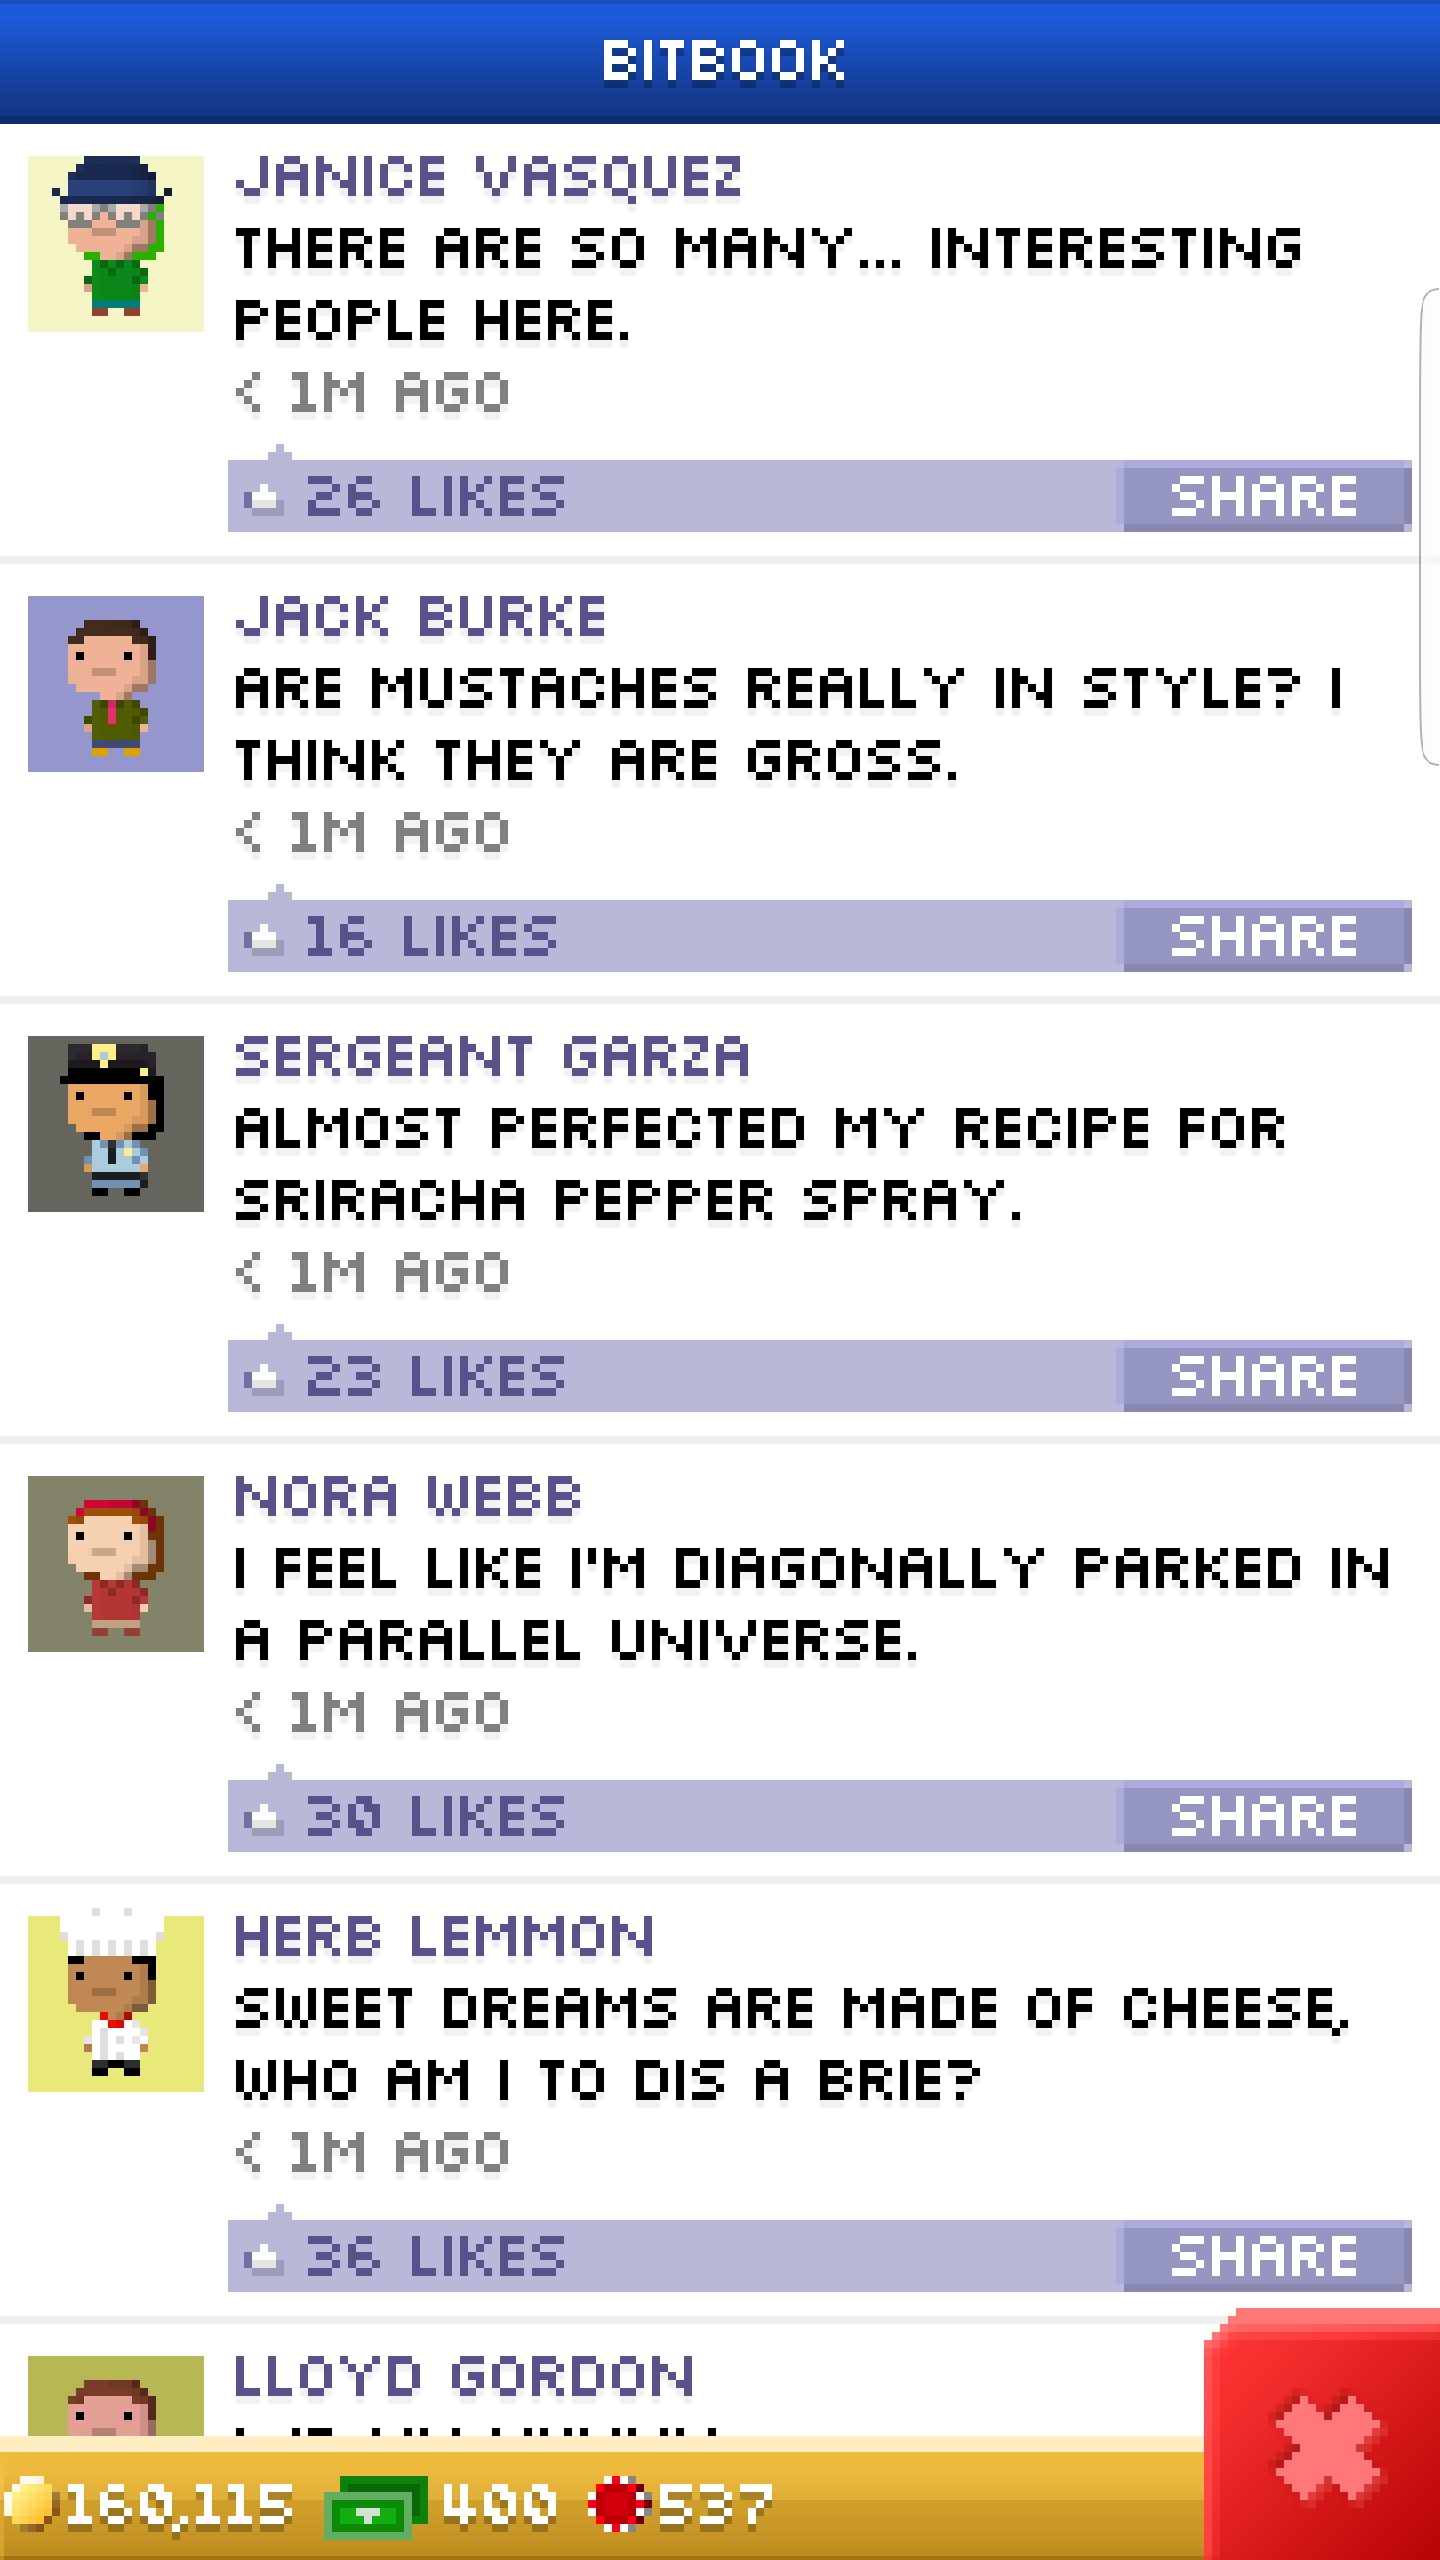 BITBOOK
JANICE VASQUEZ
THERE ARE SO MANY... INTERESTING
PEOPLE HERE.
< 1M AGO
26 LIKES SHARE
JACK BURKE
ARE MUSTACHES REALLY IN STYLE? I
THINK THEY ARE GROSS.
< 1M AGO
16 LIKES SHARE
SERGEANT GARZA
ALMOST PERFECTED MY RECIPE FOR
SRIRACHA PEPPER SPRAY.
< 1M AGO
23 LIKES SHARE
NORA WEBB
I FEEL LIKE I'M DIAGONALLY PARKED IN
A PARALLEL UNIVERSE.
< 1M AGO
30 LIKES SHARE
HERB LEMMON
SWEET DREAMS ARE MADE OF CHEESE,
WHO AM I TO DIS A BRIE?
< 1M AGO
36 LIKES SHARE
LLOYD GORDON
160,115 400 537